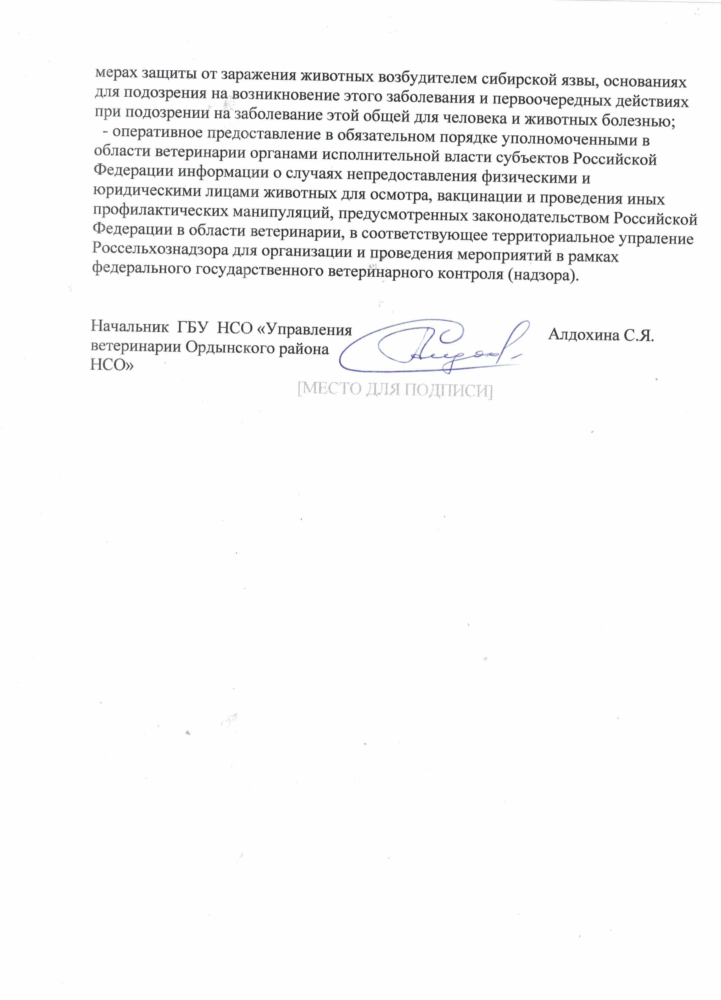 мерах защиты от заражения животных возбудителем сибирской язвы, основаниях
для подозрения на возникновение этого заболевания и первоочередных действиях
при подозрении на заболевание этой общей для человека и животных болезнью;
- оперативное предоставление в обязательном порядке уполномоченными в
области ветеринарии органами исполнительной власти субъектов Российской
Федерации информации о случаях непредоставления физическими и
юридическими лицами животных для осмотра, вакцинации и проведения иных
профилактических манипуляций, предусмотренных законодательством Российской
Федерации в области ветеринарии, в соответствующее территориальное упраление
Россельхознадзора для организации и проведения мероприятий в рамках
федерального государственного ветеринарного контроля (надзора).
Начальник ГБУ НСО «Управления
ветеринарии Ордынского района
НСО»
Алдохина С.Я.
[МЕСТО ДЛЯ ПОДПИСИ]